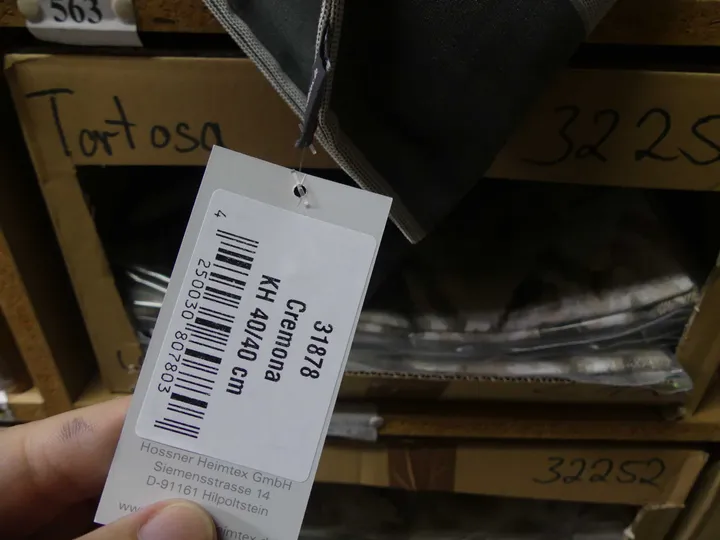 563
Tortosa
3225
31878
Cremona
KH 40/40 cm
4 250030 807803
Hossner Heimtex GmbH
Siemensstrasse 14
D-91161 Hilpoltstein
32252